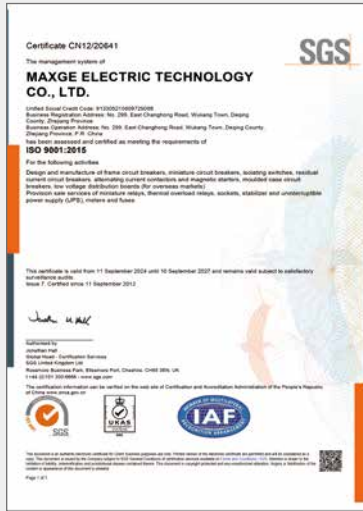 Certificate CN12/20641
SGS
The management system of
MAXGE ELECTRIC TECHNOLOGY
CO., LTD.
Unified Social Credit Code:
Business Registration Address: No. 299, East Changhong Road, Wukang Town, Deqing
County, Zhejiang Province
Business Operation Address: No. 299, East Changhong Road, Wukang Town, Deqing County,
Zhejiang Province, P.R. China
has been assessed and certified as meeting the requirements of
ISO 9001:2015
For the following activities
Design and manufacture of frame circuit breakers, miniature circuit breakers, isolating switches, residual
current circuit breakers, alternating current contactors and magnetic starters, moulded case circuit
breakers, low voltage distribution boards (for overseas markets)
Provision sale services of miniature relays, thermal overload relays, sockets, stabilizer and uninterruptible
power supply (UPS), meters and fuses
This certificate is valid from 11 September 2024 until 10 September 2027 and remains valid subject to satisfactory
surveillance audits.
Issue 7. Certified since 11 September 2012
Authorised by
Jonathan Hall
Global Head - Certification Services
SGS United Kingdom Ltd
Rossmore Business Park, Ellesmere Port, Cheshire, CH65 3EN, UK
www.sgs.com
The certification information can be verified on the web site of Certification and Accreditation Administration of the People's Republic
of China www.cnca.gov.cn
SGS
UKAS
MANAGEMENT SYSTEMS
IAF
Page 1 of 1